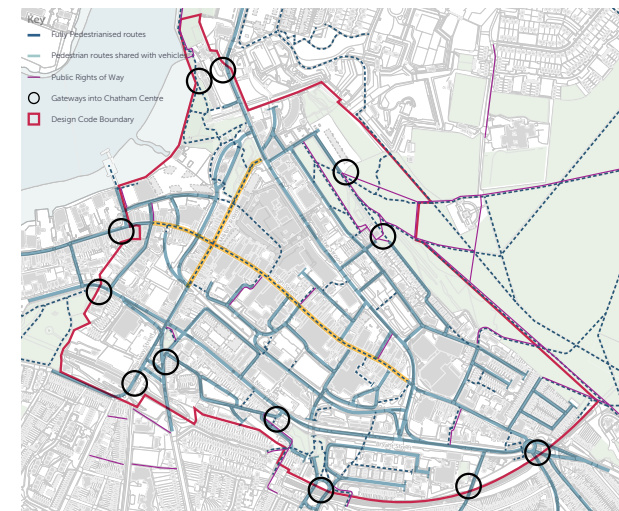 Key
Fully Pedestrianised routes
Pedestrian routes shared with vehicles
Public Rights of Way
Gateways into Chatham Centre
Design Code Boundary